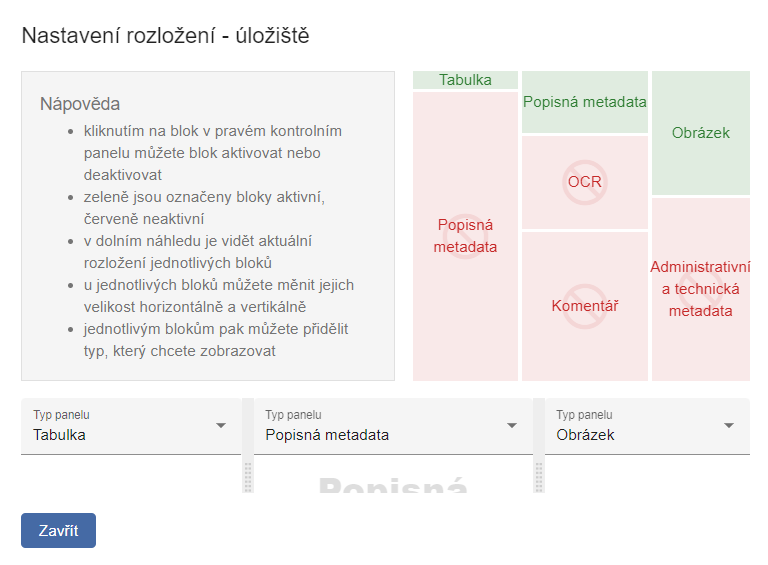 Nastavení rozložení - úložiště
Nápověda
kliknutím na blok v pravém kontrolním
panelu můžete blok aktivovat nebo
deaktivovat
zeleně jsou označeny bloky aktivní,
červeně neaktivní
v dolním náhledu je vidět aktuální
rozložení jednotlivých bloků
u jednotlivých bloků můžete měnit jejich
velikost horizontálně a vertikálně
jednotlivým blokům pak můžete přidělit
typ, který chcete zobrazovat
Tabulka
Popisná
metadata
Popisná metadata
OCR
Komentář
Obrázek
Administrativní
a technická
metadata
Typ panelu
Tabulka
Typ panelu
Popisná metadata
Typ panelu
Obrázek
Popisná
Zavřít